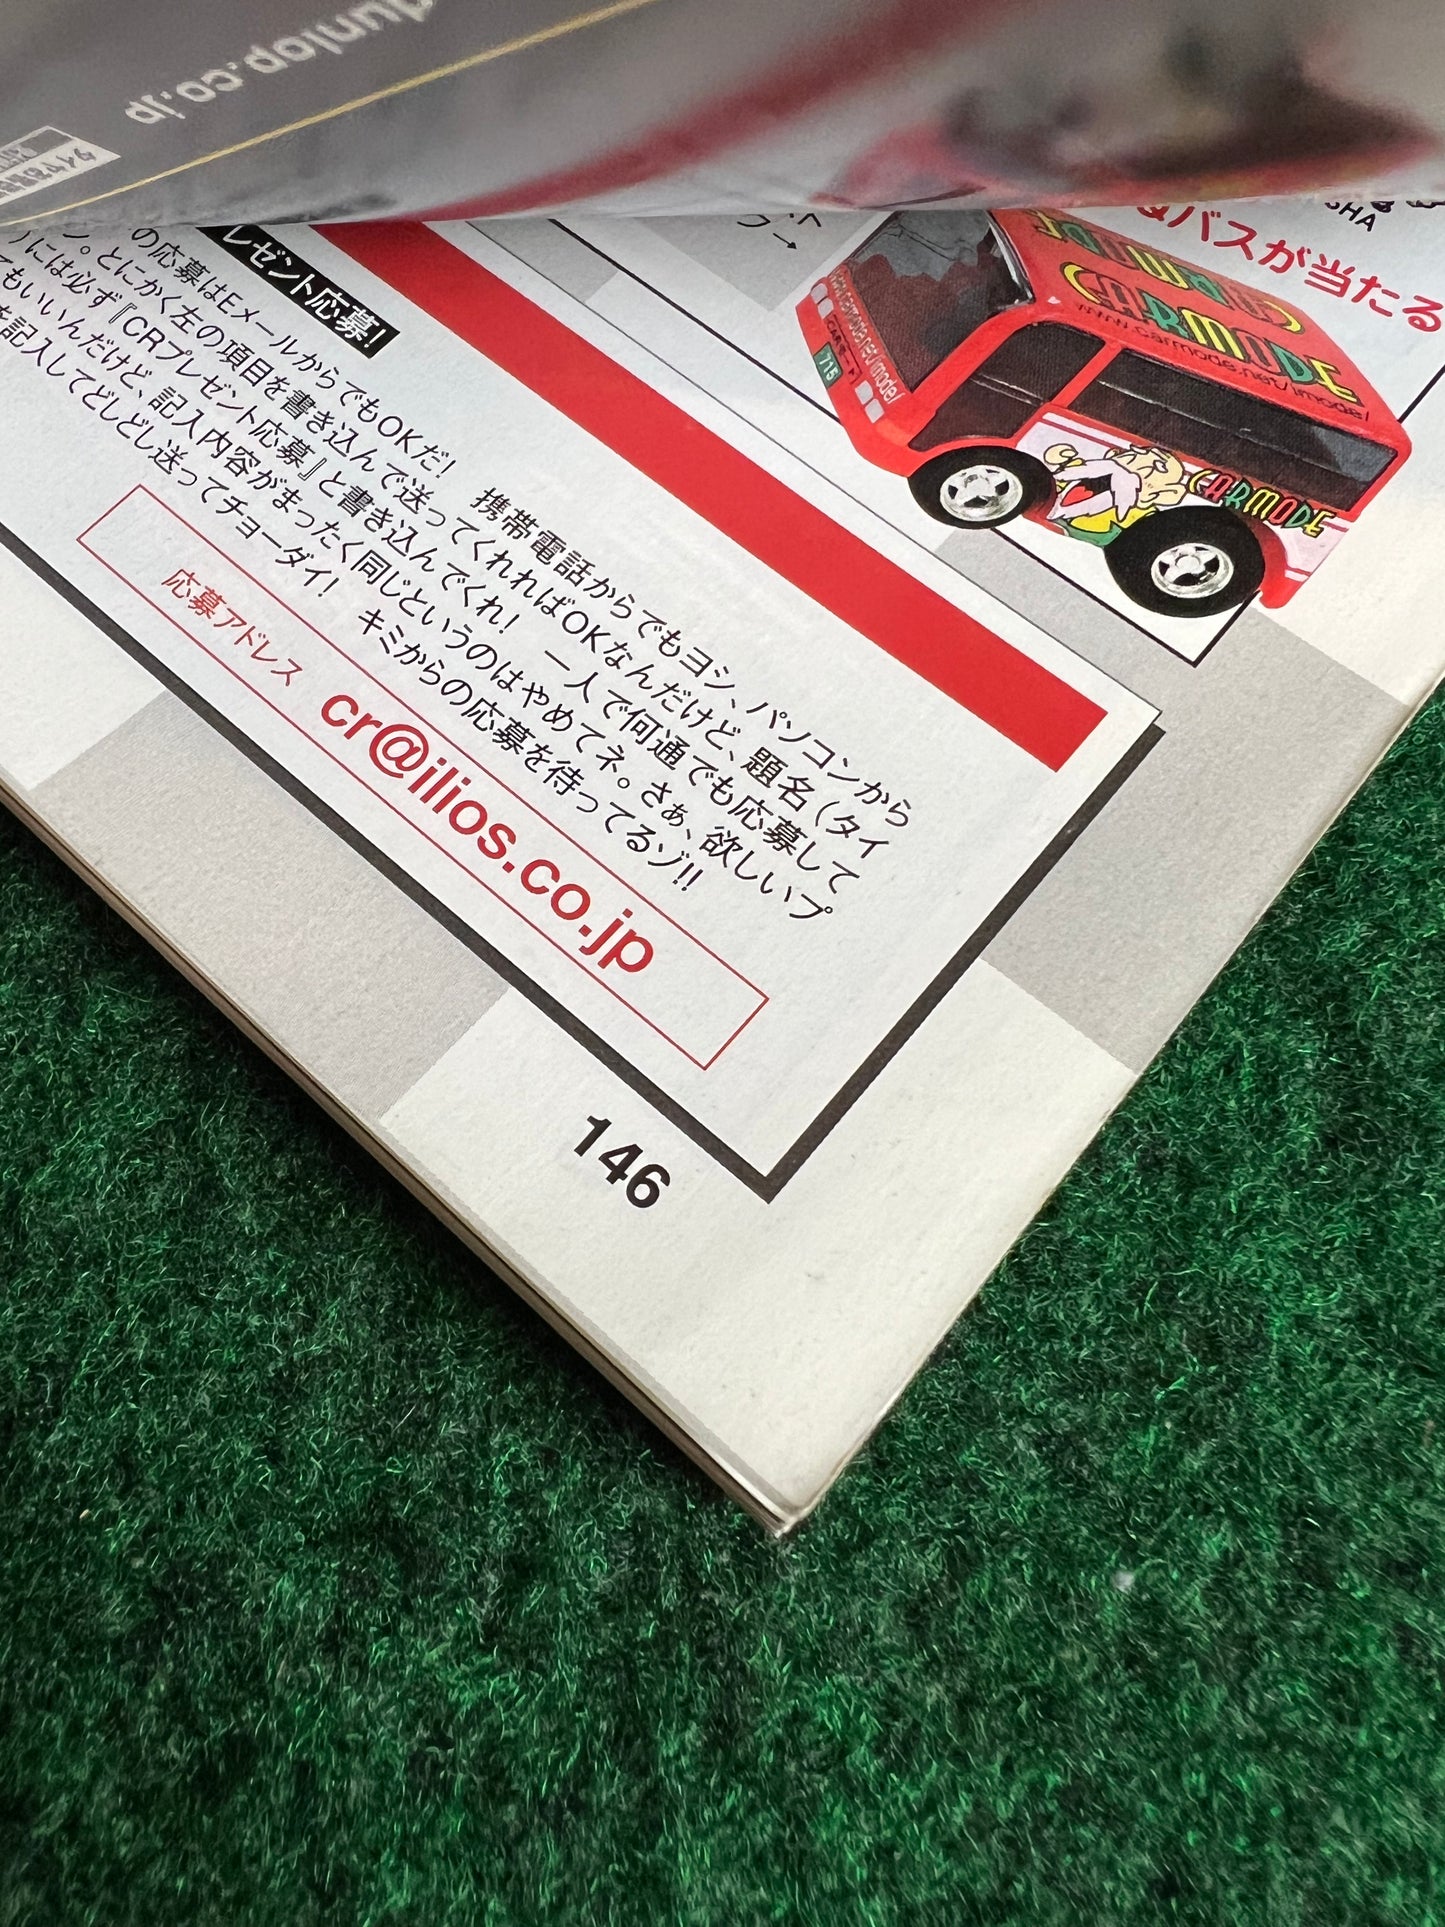 dunlop.co.jp
SHA
Qバスが当たる
CARMODE
CARMODE
www.carmode.net/imode/
715
CARMODE
レゼント応募!
の応募はEメールからでもOKだ! 携帯電話からでもヨシ、パソコンから
。とにかく左の項目を書き込んで送ってくれればOKなんだけど、題名(タイ
には必ず『CRプレゼント応募』と書き込んでくれ! 一人で何通でも応募して
もいいんだけど、記入内容がまったく同じというのはやめてネ。さぁ、欲しいプ
を記入してどしどし送ってチョーダイ! キミからの応募を待ってるゾ!!
応募アドレス cr@ilios.co.jp
146